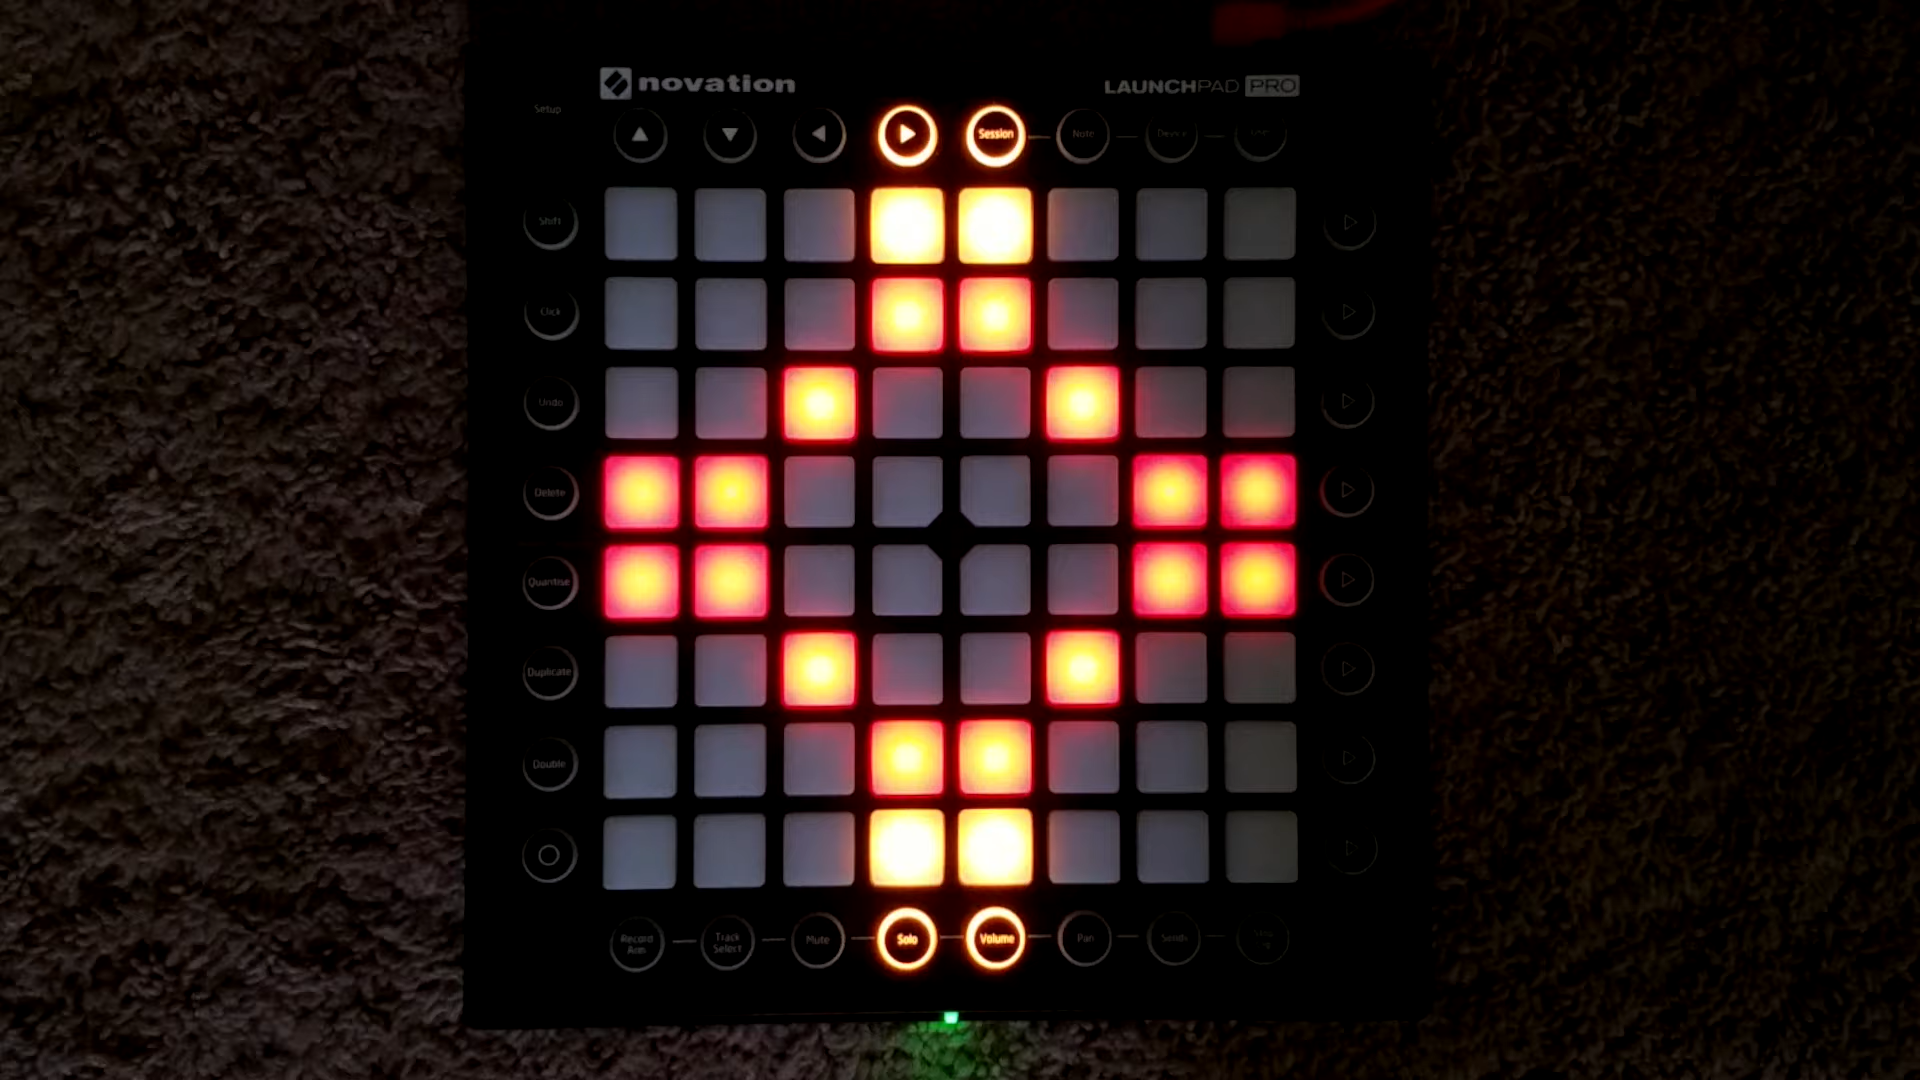 novation
LAUNCHPAD PRO
Setup
Session
Note
Device
Shift
Click
Undo
Delete
Quantise
Duplicate
Double
Record Arm
Track Select
Mute
Solo
Volume
Pan
Sends